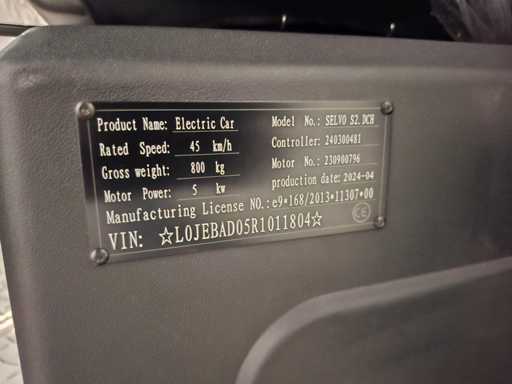 Product Name: Electric Car
Model No.: SELVO S2.DCH
Rated Speed: 45 km/h
Controller: 240300481
Gross weight: 800 kg
Motor No.: 230900796
Motor Power: 5 kw
production date: 2024-04
Manufacturing License NO.: e9*168/2013*11307*00
VIN: ☆L0JEBAD05R1011804☆
CE